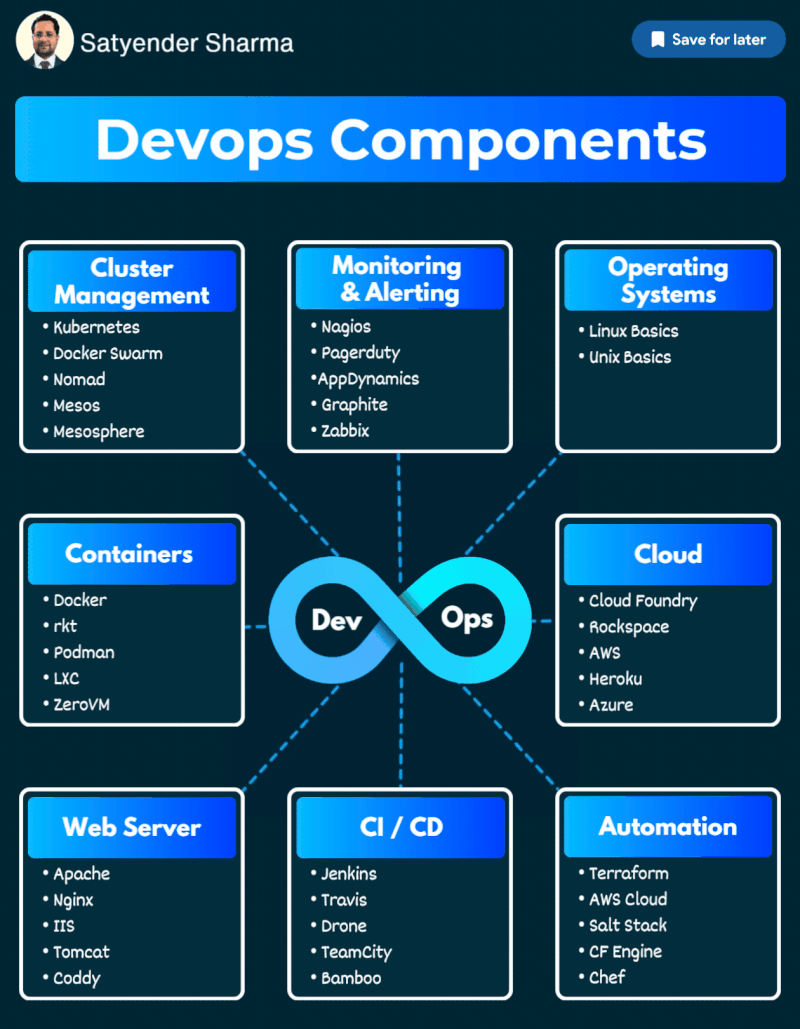 Satyender Sharma
Save for later
Devops Components
Cluster
Management
• Kubernetes
• Docker Swarm
• Nomad
• Mesos
• Mesosphere
Monitoring
& Alerting
• Nagios
• Pagerduty
•AppDynamics
• Graphite
• Zabbix
Operating
Systems
• Linux Basics
• Unix Basics
Containers
• Docker
• rkt
• Podman
• LXC
• ZeroVM
Dev
Ops
Cloud
• Cloud Foundry
• Rockspace
• AWS
• Heroku
• Azure
Web Server
• Apache
• Nginx
• IIS
• Tomcat
• Coddy
CI / CD
• Jenkins
• Travis
• Drone
• TeamCity
• Bamboo
Automation
• Terraform
• AWS Cloud
• Salt Stack
• CF Engine
• Chef